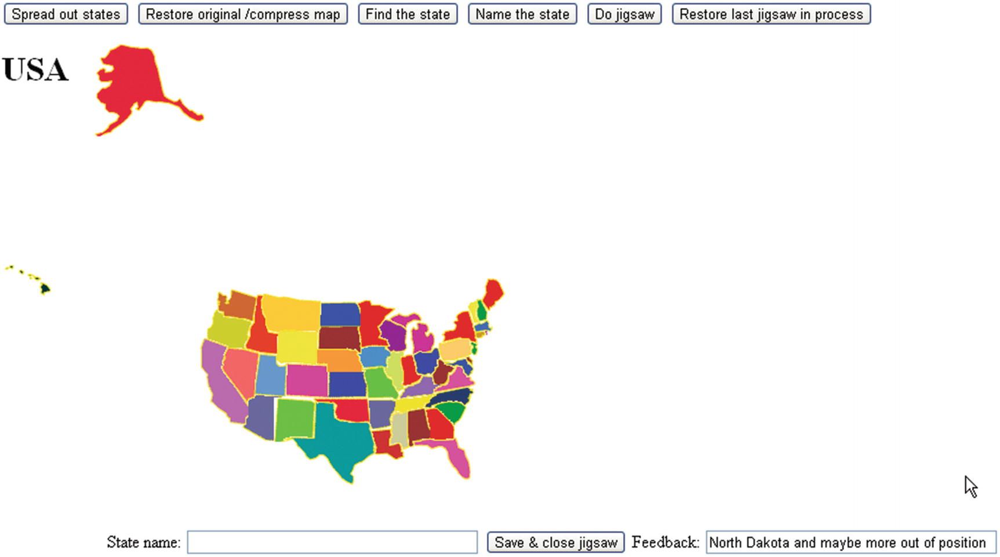 Spread out states Restore original /compress map Find the state Name the state Do jigsaw Restore last jigsaw in process
USA
State name: Save & close jigsaw Feedback: North Dakota and maybe more out of position